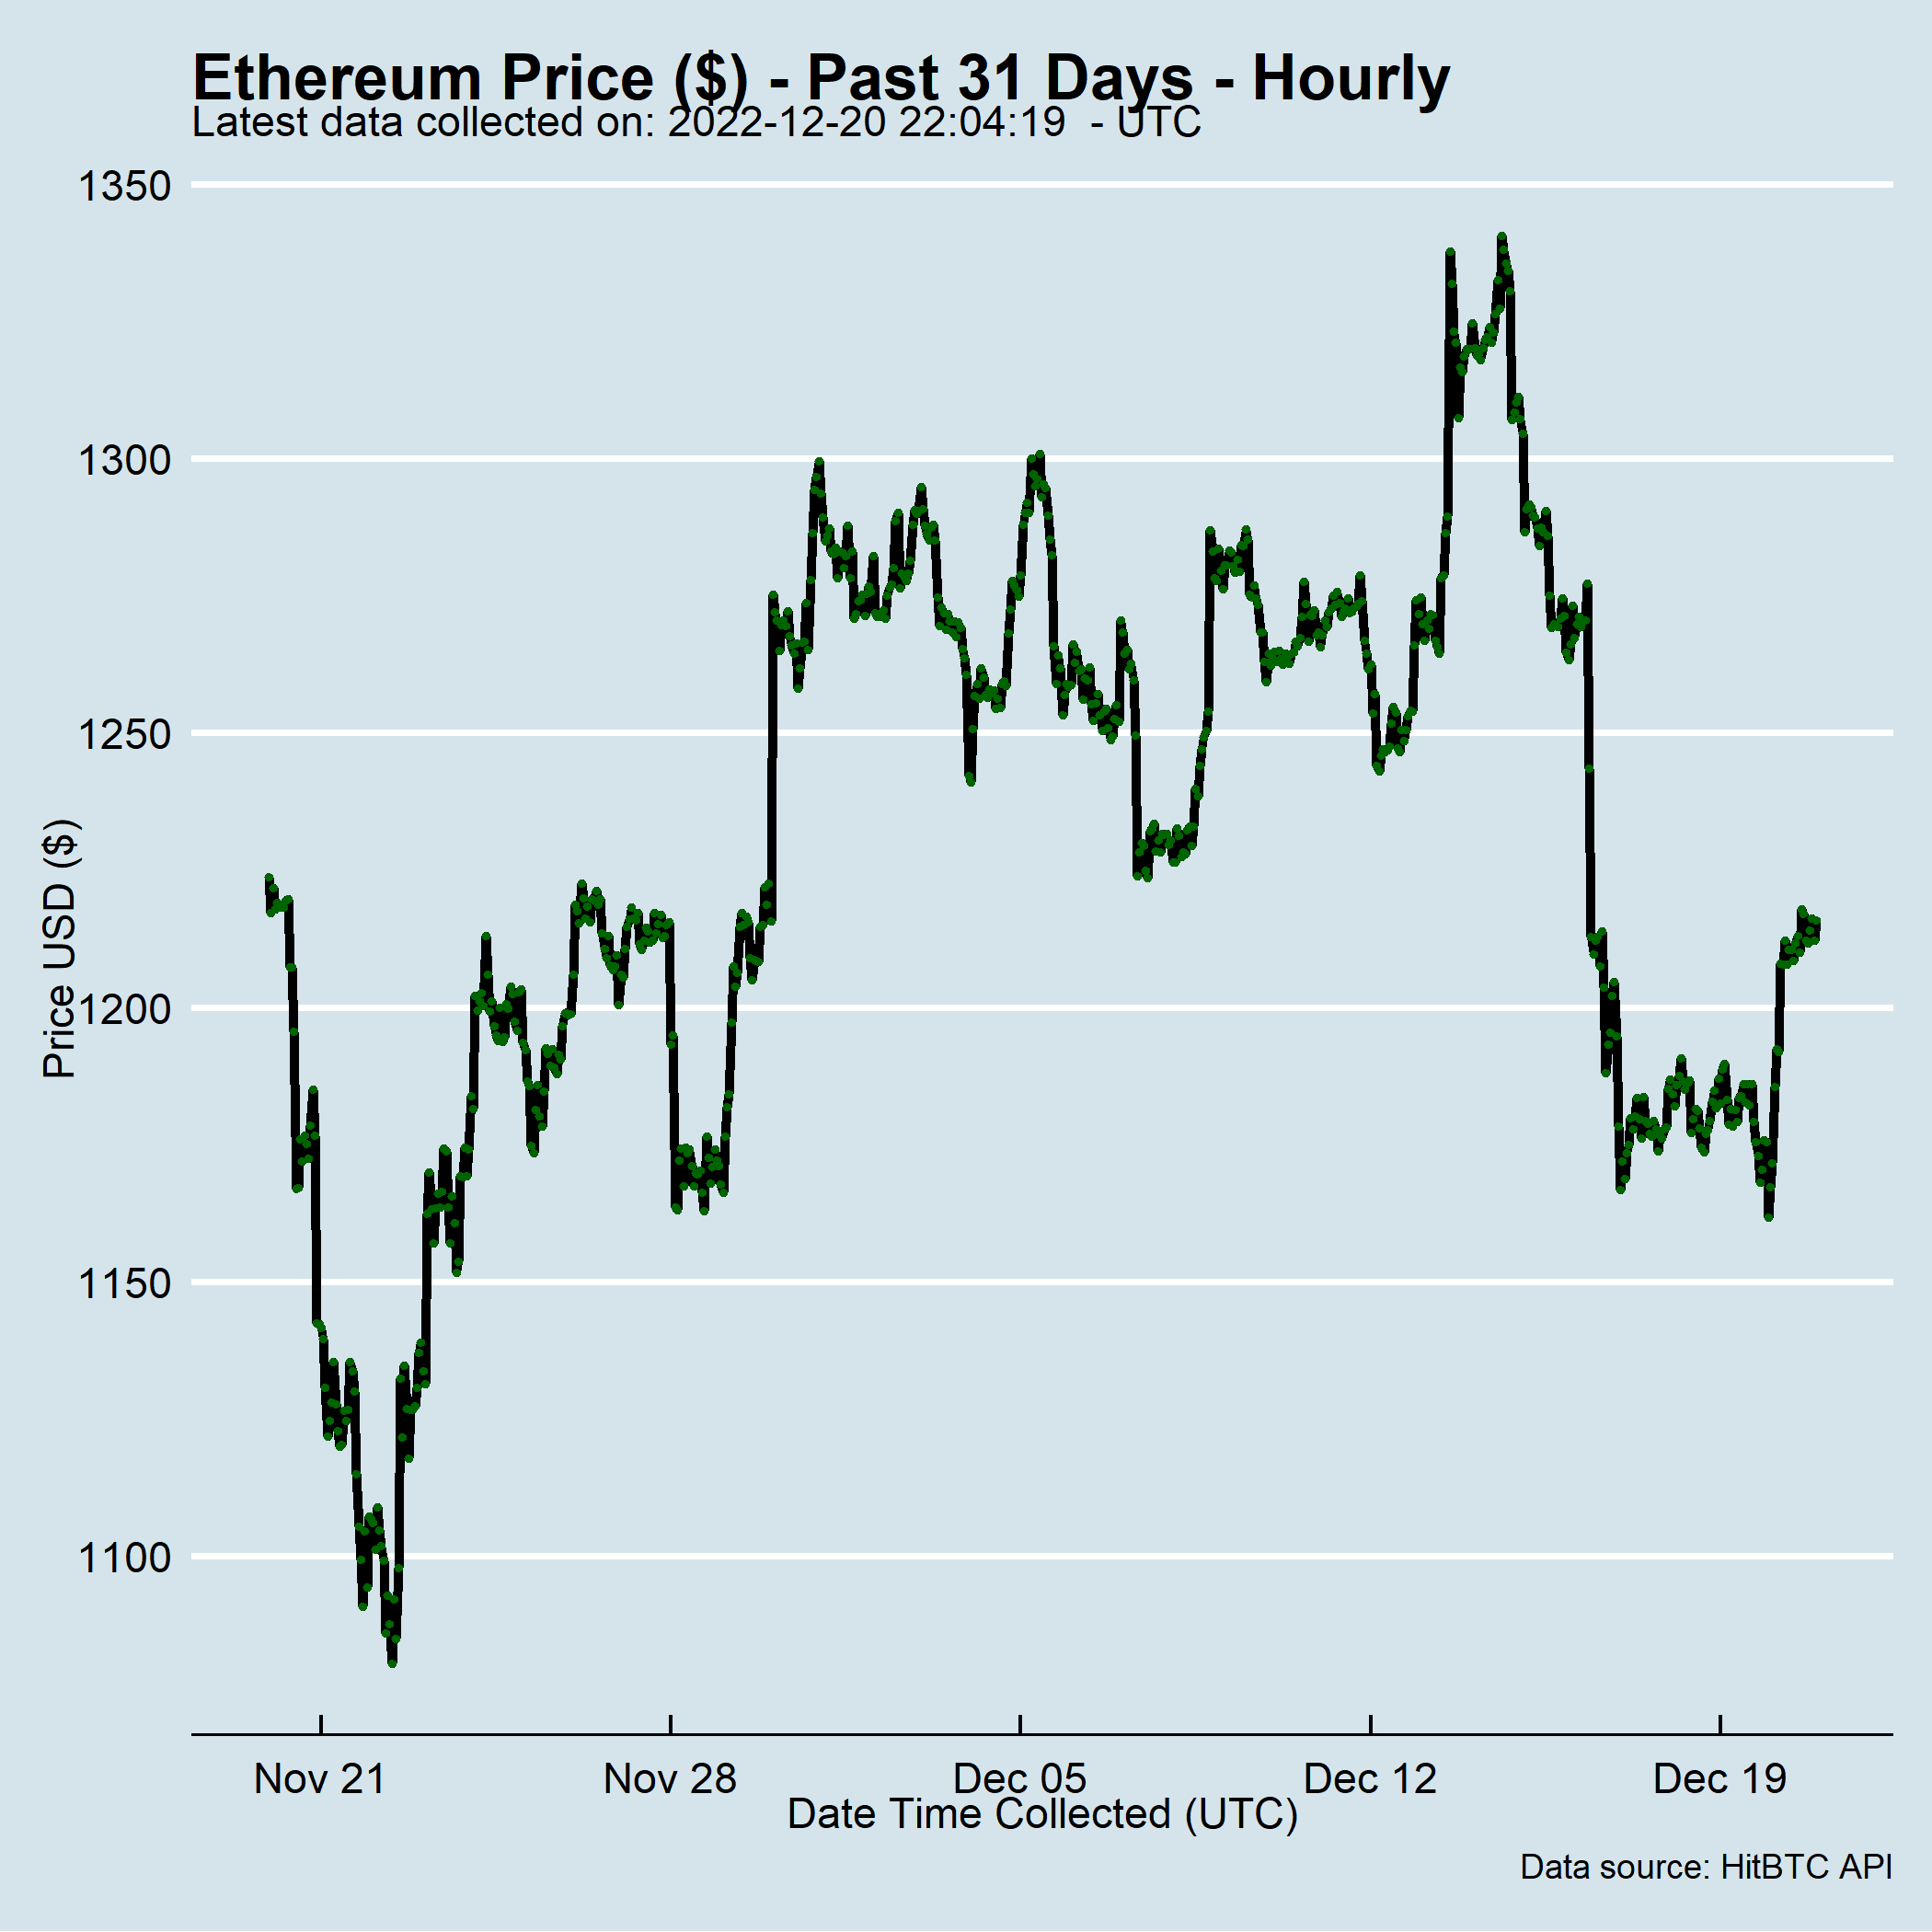 Ethereum Price ($) - Past 31 Days - Hourly
Latest data collected on: 2022-12-20 22:04:19  - UTC
1350
1300
1250
1200
1150
1100
Price USD ($)
Nov 21
Nov 28
Dec 05
Dec 12
Dec 19
Date Time Collected (UTC)
Data source: HitBTC API